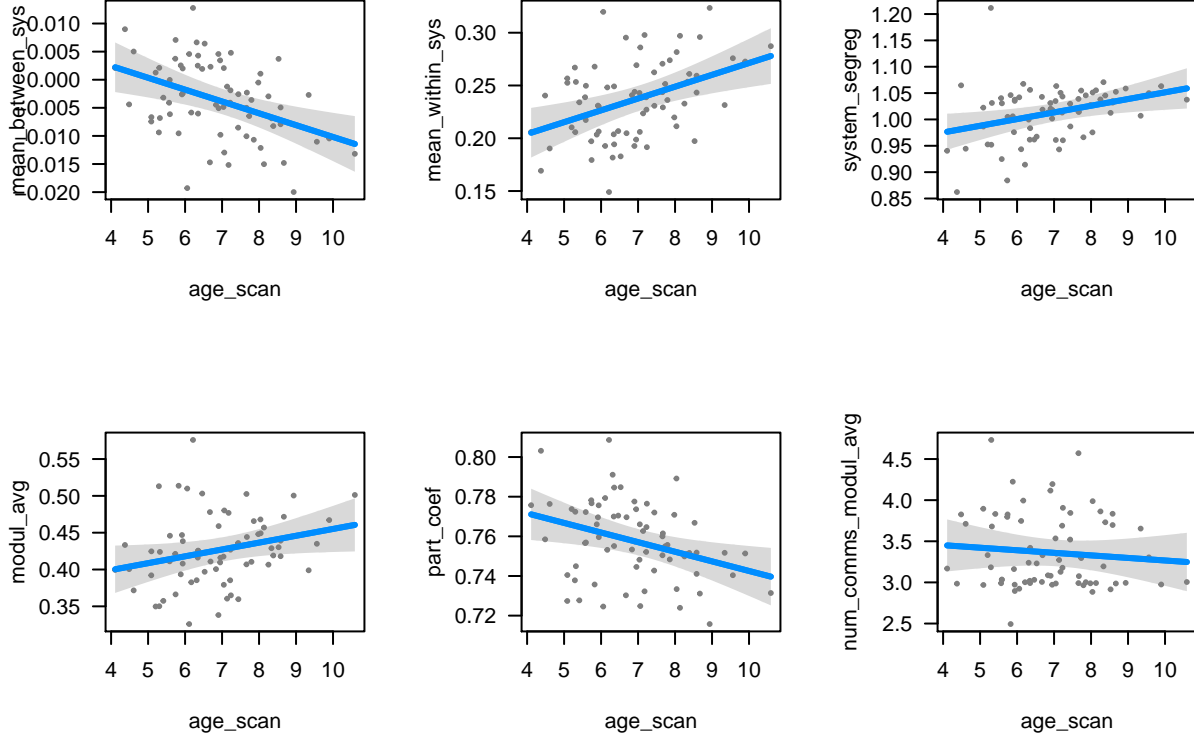 mean_between_sys
0.010
0.005
0.000
-0.005
-0.010
-0.015
-0.020
4 5 6 7 8 9 10
age_scan
mean_within_sys
0.30
0.25
0.20
0.15
4 5 6 7 8 9 10
age_scan
system_segreg
1.20
1.15
1.10
1.05
1.00
0.95
0.90
0.85
4 5 6 7 8 9 10
age_scan
modul_avg
0.55
0.50
0.45
0.40
0.35
4 5 6 7 8 9 10
age_scan
part_coef
0.80
0.78
0.76
0.74
0.72
4 5 6 7 8 9 10
age_scan
num_comms_modul_avg
4.5
4.0
3.5
3.0
2.5
4 5 6 7 8 9 10
age_scan